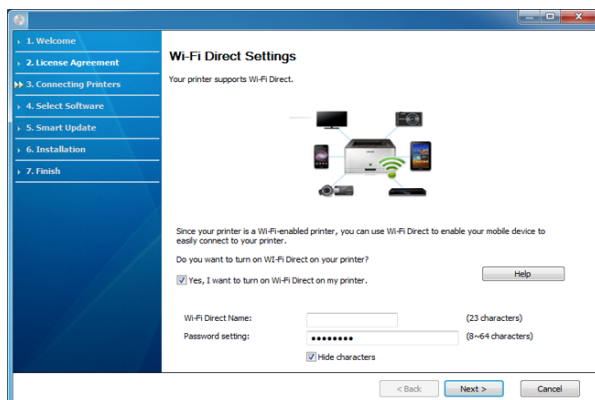 1. Welcome
2. License Agreement
3. Connecting Printers
4. Select Software
5. Smart Update
6. Installation
7. Finish
Wi-Fi Direct Settings
Your printer supports Wi-Fi Direct.
Since your printer is a Wi-Fi-enabled printer, you can use Wi-Fi Direct to enable your mobile device to
easily connect to your printer.
Do you want to turn on WI-Fi Direct on your printer?
Yes, I want to turn on Wi-Fi Direct on my printer.
Help
Wi-Fi Direct Name: (23 characters)
Password setting: •••••••• (8~64 characters)
Hide characters
< Back Next > Cancel